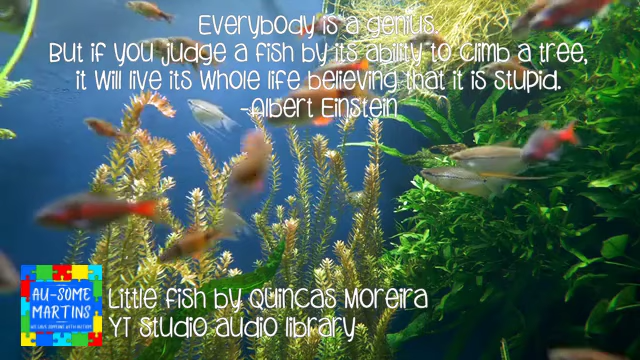 Everybody is a genius.
But if you judge a fish by its ability to climb a tree,
it will live its whole life believing that it is stupid.
-Albert Einstein
AU-SOME
MARTINS
Little fish by Quincas Moreira
YT Studio audio library